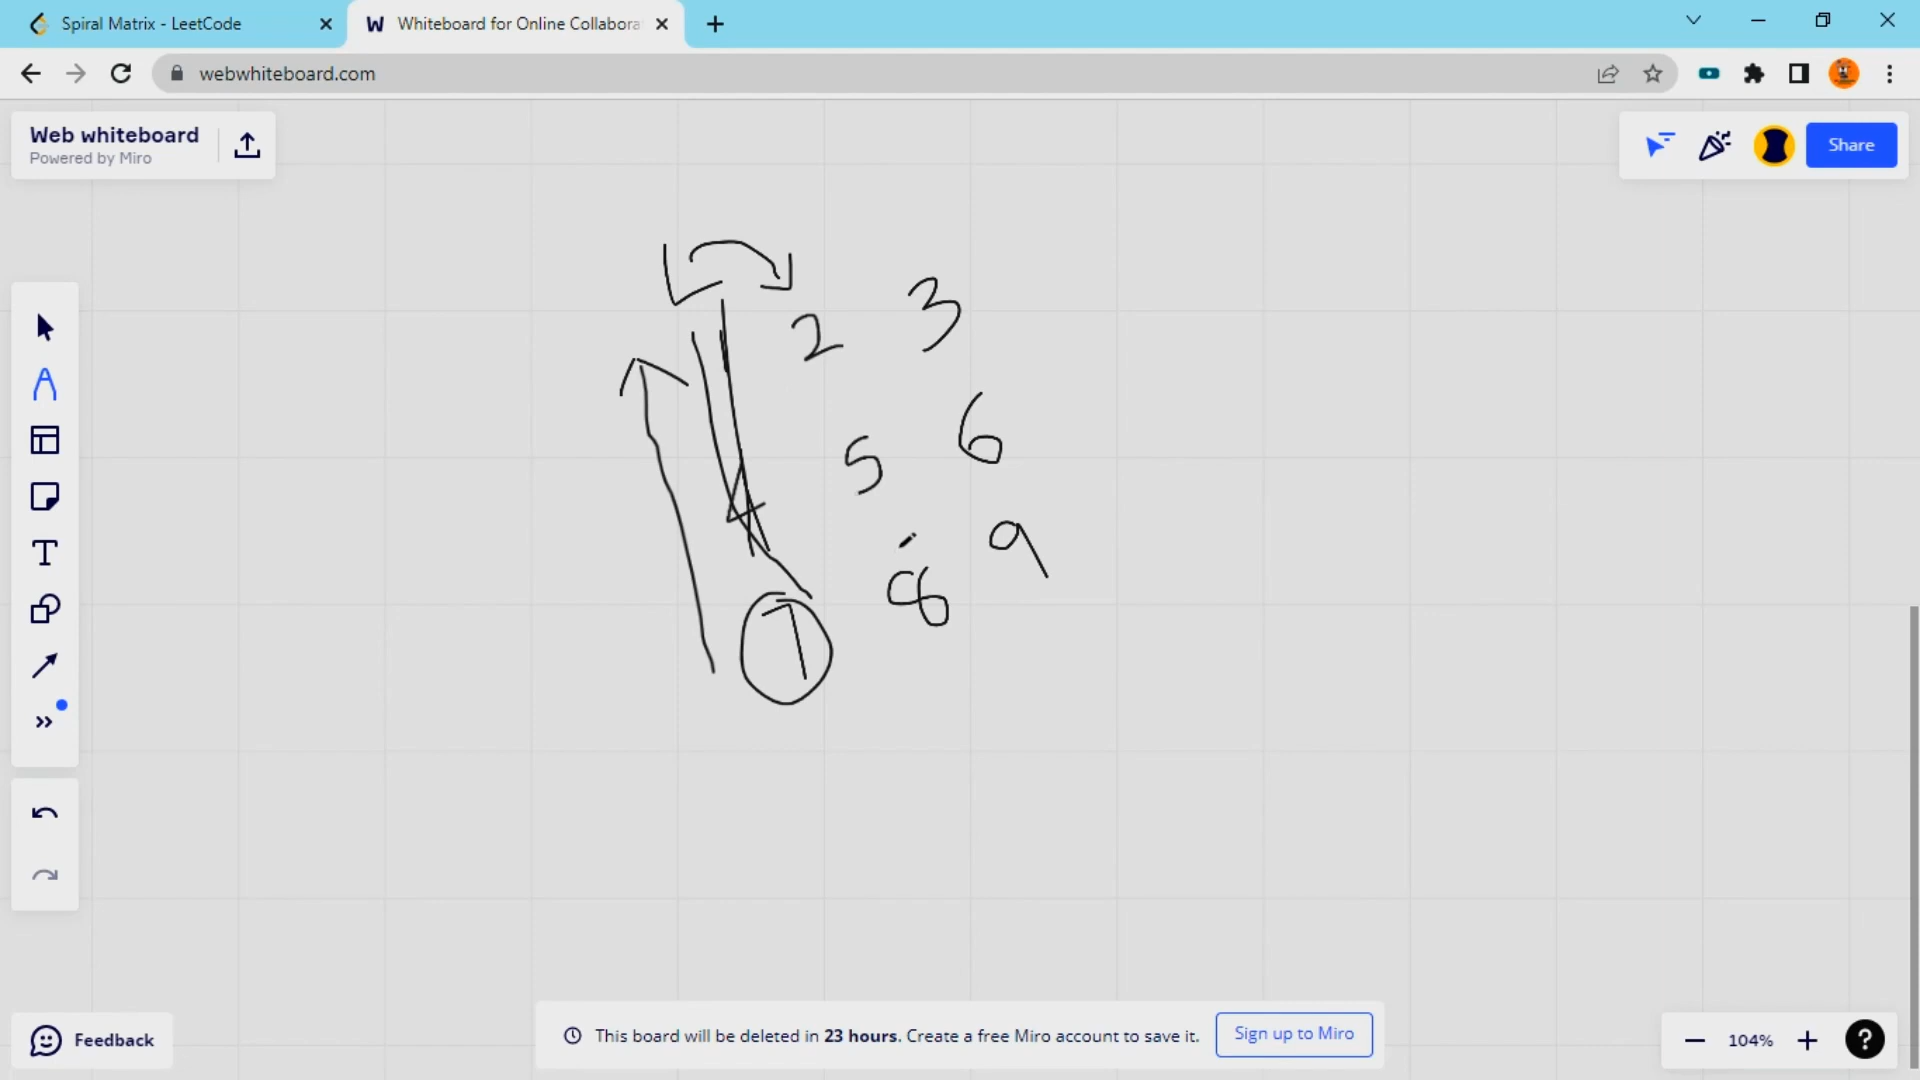 Spiral Matrix - LeetCode
Whiteboard for Online Collabora
webwhiteboard.com
Web whiteboard
Powered by Miro
Share
2 3
4 5 6
7 8 9
Feedback
This board will be deleted in 23 hours. Create a free Miro account to save it.
Sign up to Miro
104%